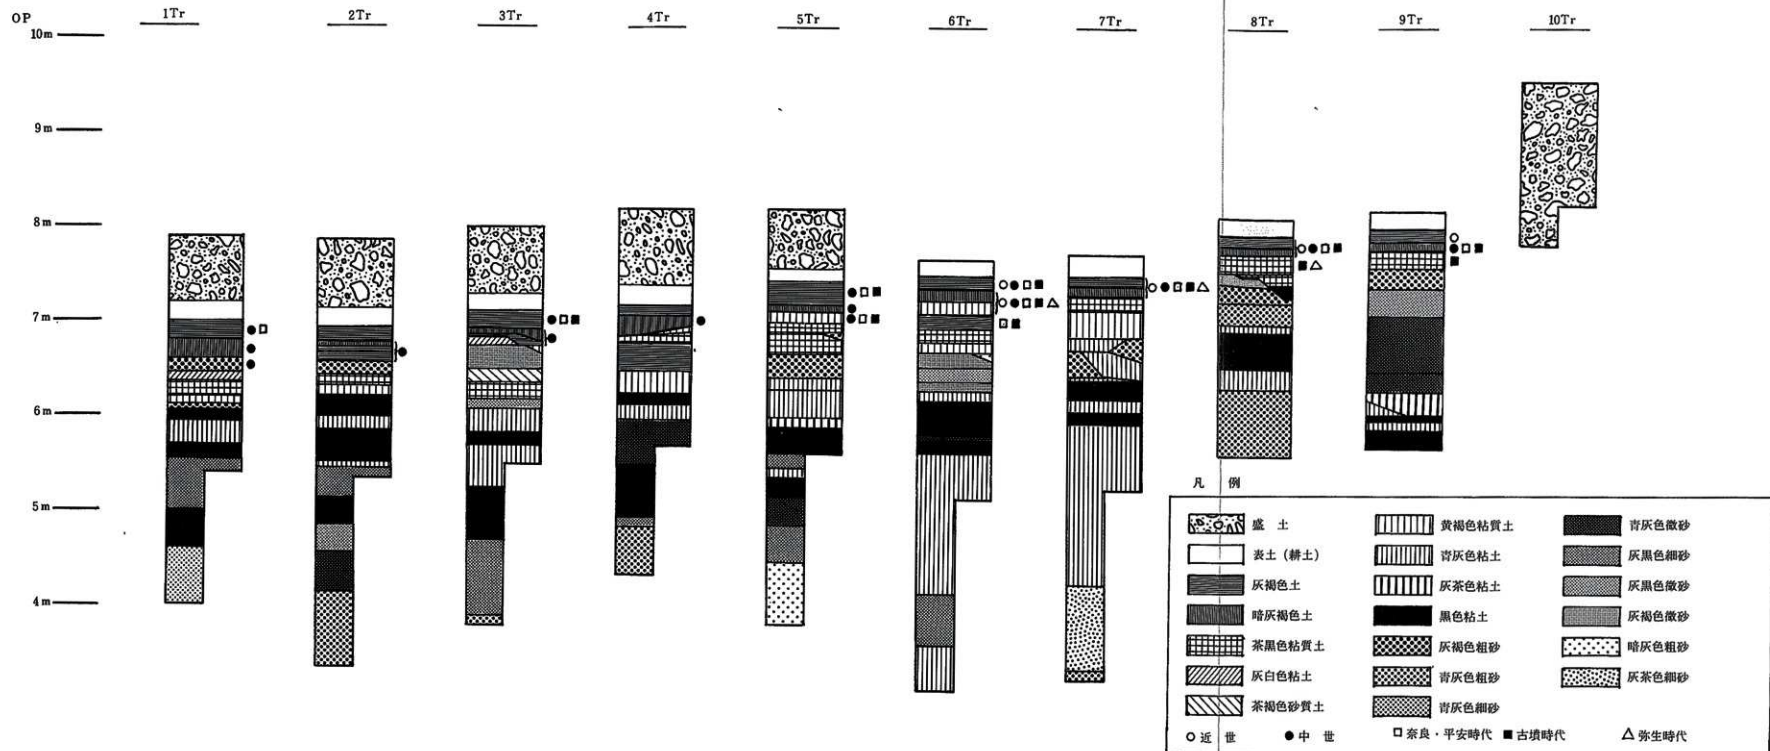 OP
1Tr 2Tr 3Tr 4Tr 5Tr 6Tr 7Tr 8Tr 9Tr 10Tr
10m
9m
8m
7m
6m
5m
4m
凡 例
盛 土 黄褐色粘質土 青灰色微砂
表土(耕土) 青灰色粘土 灰黒色細砂
灰褐色土 灰茶色粘土 灰黒色微砂
暗灰褐色土 黒色粘土 灰褐色微砂
茶黒色粘質土 灰褐色粗砂 暗灰色粗砂
灰白色粘土 青灰色粗砂 灰茶色細砂
茶褐色砂質土 青灰色細砂
○近 世 ●中 世 □奈良・平安時代 ■古墳時代 △弥生時代